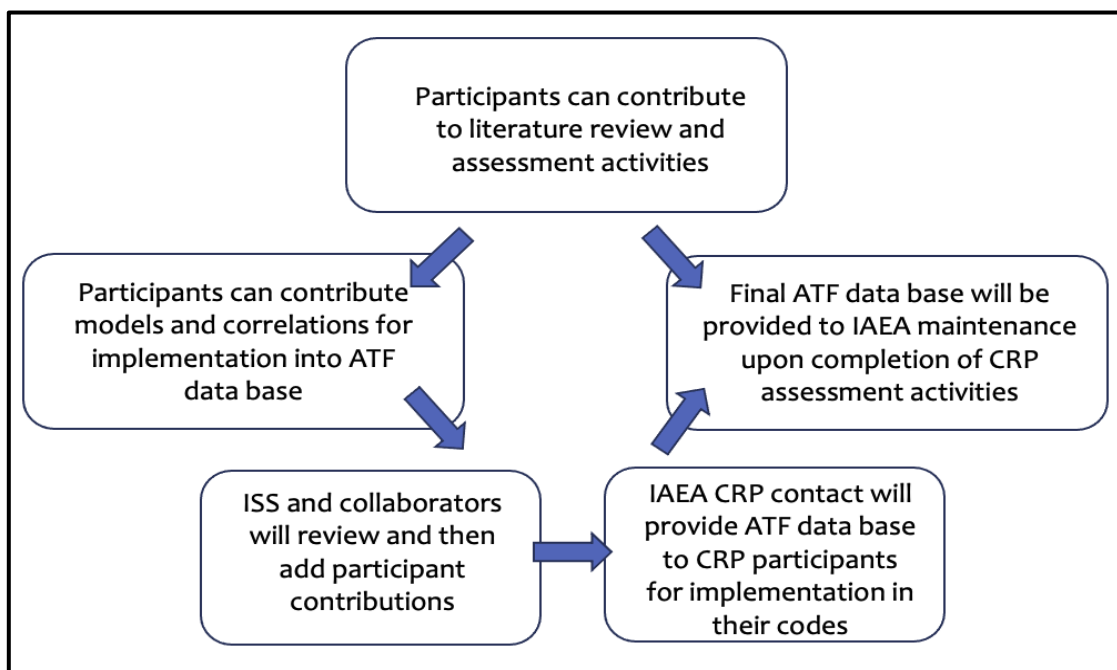 Participants can contribute
to literature review and
assessment activities
Participants can contribute
models and correlations for
implementation into ATF
data base
Final ATF data base will be
provided to IAEA maintenance
upon completion of CRP
assessment activities
ISS and collaborators
will review and then
add participant
contributions
IAEA CRP contact will
provide ATF data base
to CRP participants
for implementation in
their codes